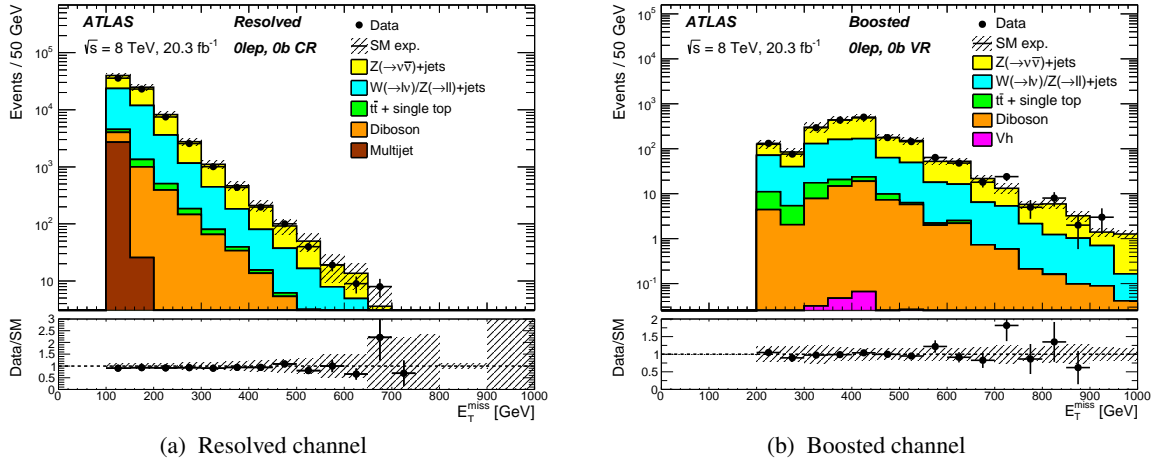 ATLAS Resolved
√s = 8 TeV, 20.3 fb⁻¹ 0lep, 0b CR
Data
SM exp.
Z(→νν̄)+jets
W(→lν)/Z(→ll)+jets
tt̄ + single top
Diboson
Multijet
Events / 50 GeV
10⁵
10⁴
10³
10²
10
Data/SM
3
2.5
2
1.5
1
0.5
0
0 100 200 300 400 500 600 700 800 900 1000
E_T^miss [GeV]
(a) Resolved channel
ATLAS Boosted
√s = 8 TeV, 20.3 fb⁻¹ 0lep, 0b VR
Data
SM exp.
Z(→νν̄)+jets
W(→lν)/Z(→ll)+jets
tt̄ + single top
Diboson
Vh
Events / 50 GeV
10⁵
10⁴
10³
10²
10
1
10⁻¹
Data/SM
2
1.5
1
0.5
0
0 100 200 300 400 500 600 700 800 900 1000
E_T^miss [GeV]
(b) Boosted channel